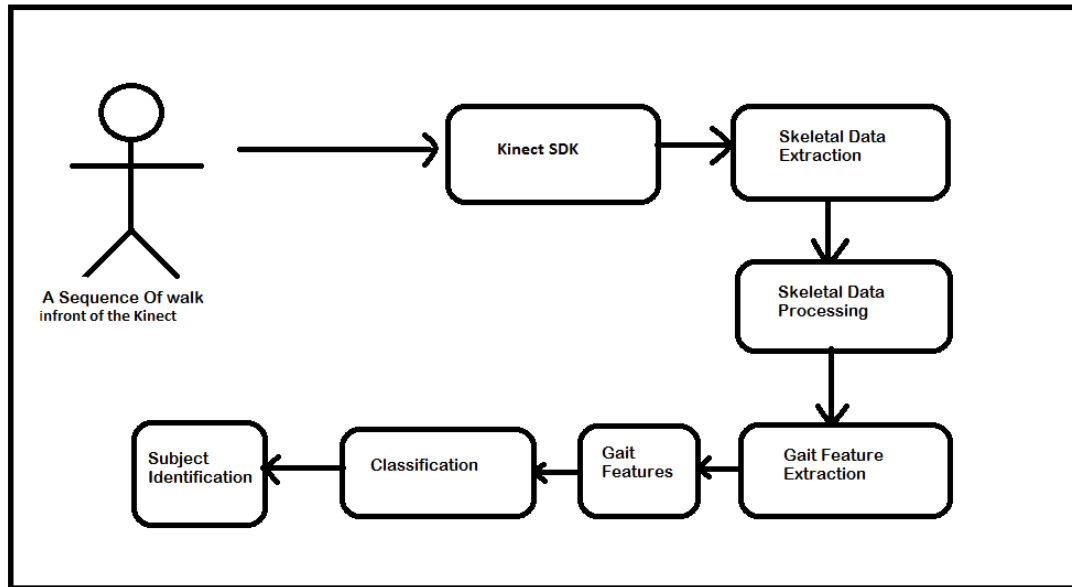 A Sequence Of walk
infront of the Kinect
Kinect SDK
Skeletal Data
Extraction
Skeletal Data
Processing
Gait Feature
Extraction
Gait
Features
Classification
Subject
Identification